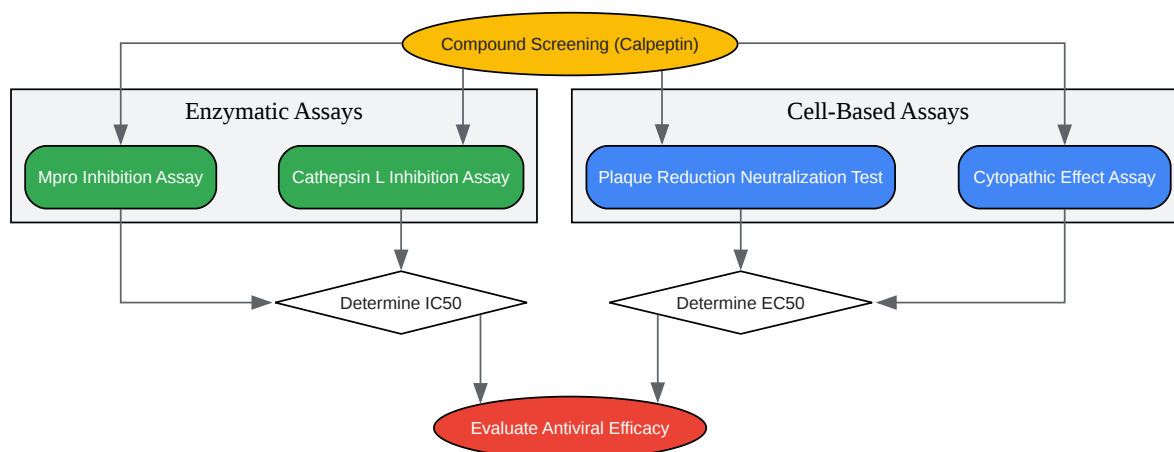 Compound Screening (Calpeptin)
Enzymatic Assays
Cell-Based Assays
Mpro Inhibition Assay
Cathepsin L Inhibition Assay
Plaque Reduction Neutralization Test
Cytopathic Effect Assay
Determine IC50
Determine EC50
Evaluate Antiviral Efficacy